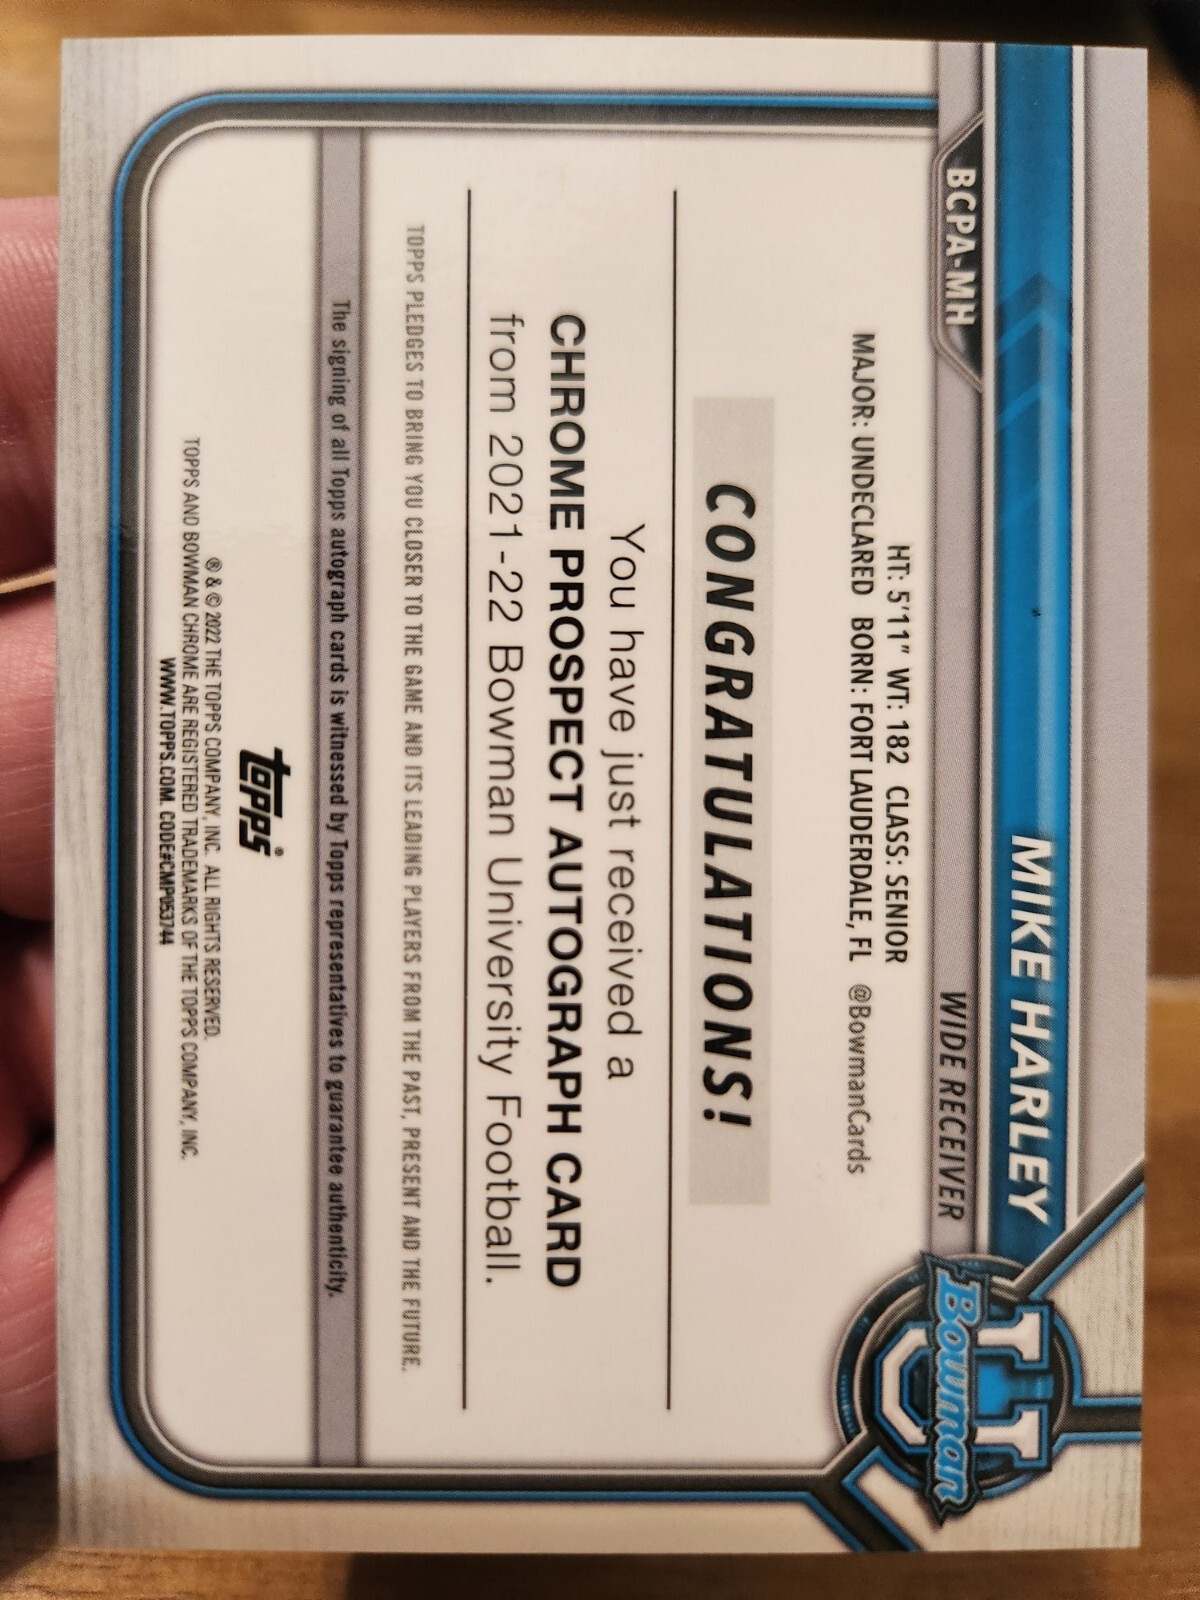 BCPA-MH
MIKE HARLEY
WIDE RECEIVER
U
Bowman
HT: 5'11" WT: 182 CLASS: SENIOR
MAJOR: UNDECLARED BORN: FORT LAUDERDALE, FL @BowmanCards
CONGRATULATIONS!
You have just received a
CHROME PROSPECT AUTOGRAPH CARD
from 2021-22 Bowman University Football.
TOPPS PLEDGES TO BRING YOU CLOSER TO THE GAME AND ITS LEADING PLAYERS FROM THE PAST, PRESENT AND THE FUTURE.
The signing of all Topps autograph cards is witnessed by Topps representatives to guarantee authenticity.
topps®
® & © 2022 THE TOPPS COMPANY, INC. ALL RIGHTS RESERVED.
TOPPS AND BOWMAN CHROME ARE REGISTERED TRADEMARKS OF THE TOPPS COMPANY, INC.
WWW.TOPPS.COM. CODE#CMP053744